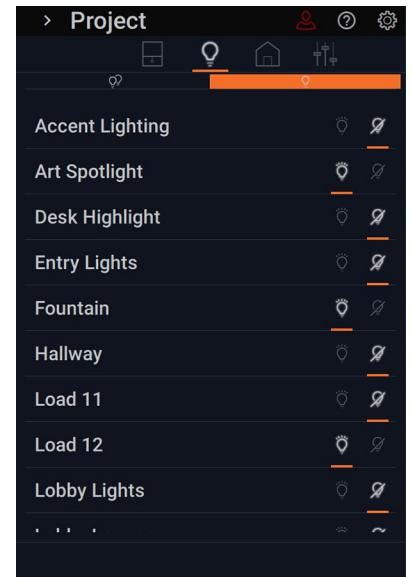 Project
Accent Lighting
Art Spotlight
Desk Highlight
Entry Lights
Fountain
Hallway
Load 11
Load 12
Lobby Lights